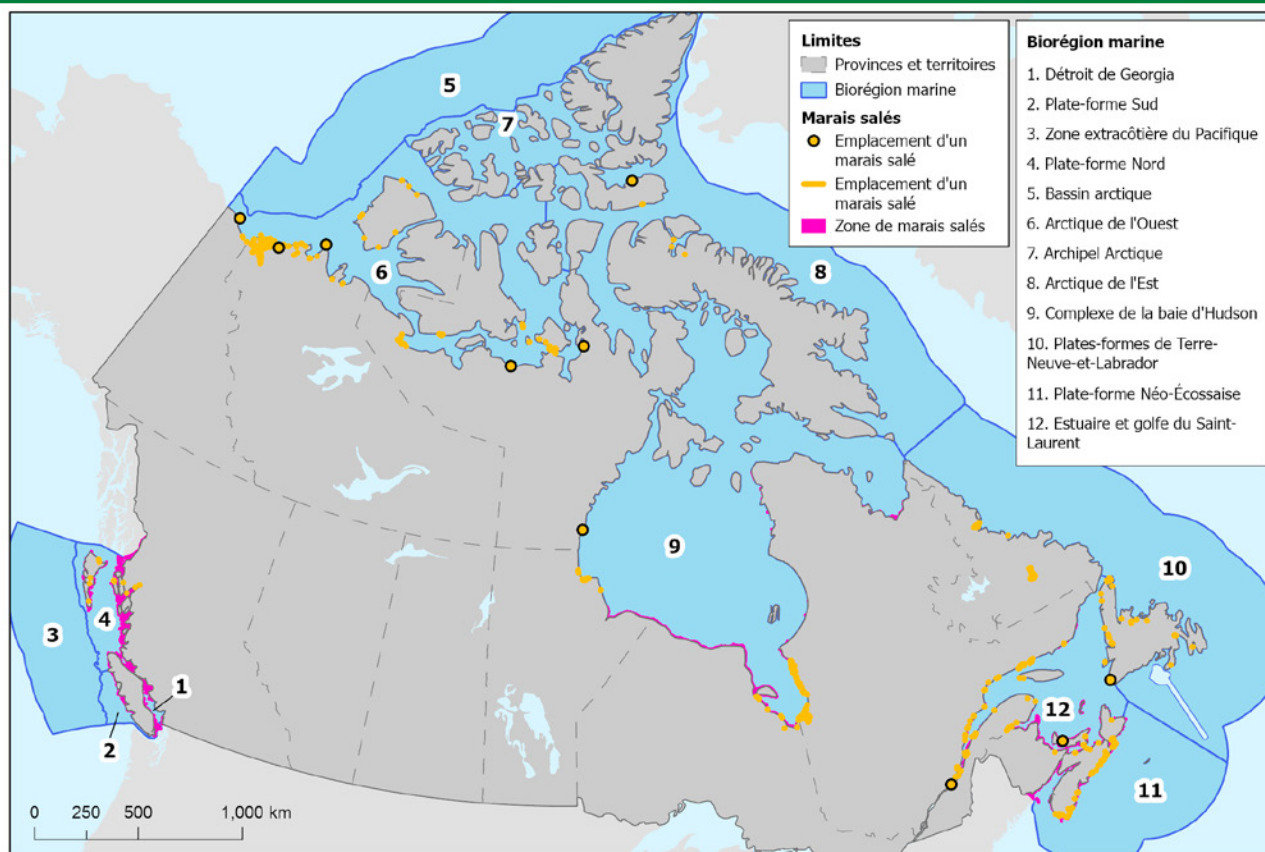 Limites
Provinces et territoires
Biorégion marine
Marais salés
Emplacement d'un
marais salé
Emplacement d'un
marais salé
Zone de marais salés
Biorégion marine
1. Détroit de Georgia
2. Plate-forme Sud
3. Zone extracôtière du Pacifique
4. Plate-forme Nord
5. Bassin arctique
6. Arctique de l'Ouest
7. Archipel Arctique
8. Arctique de l'Est
9. Complexe de la baie d'Hudson
10. Plates-formes de Terre-
Neuve-et-Labrador
11. Plate-forme Néo-Écossaise
12. Estuaire et golfe du Saint-
Laurent
5
7
6
8
9
10
3
4
1
2
12
11
0 250 500 1,000 km